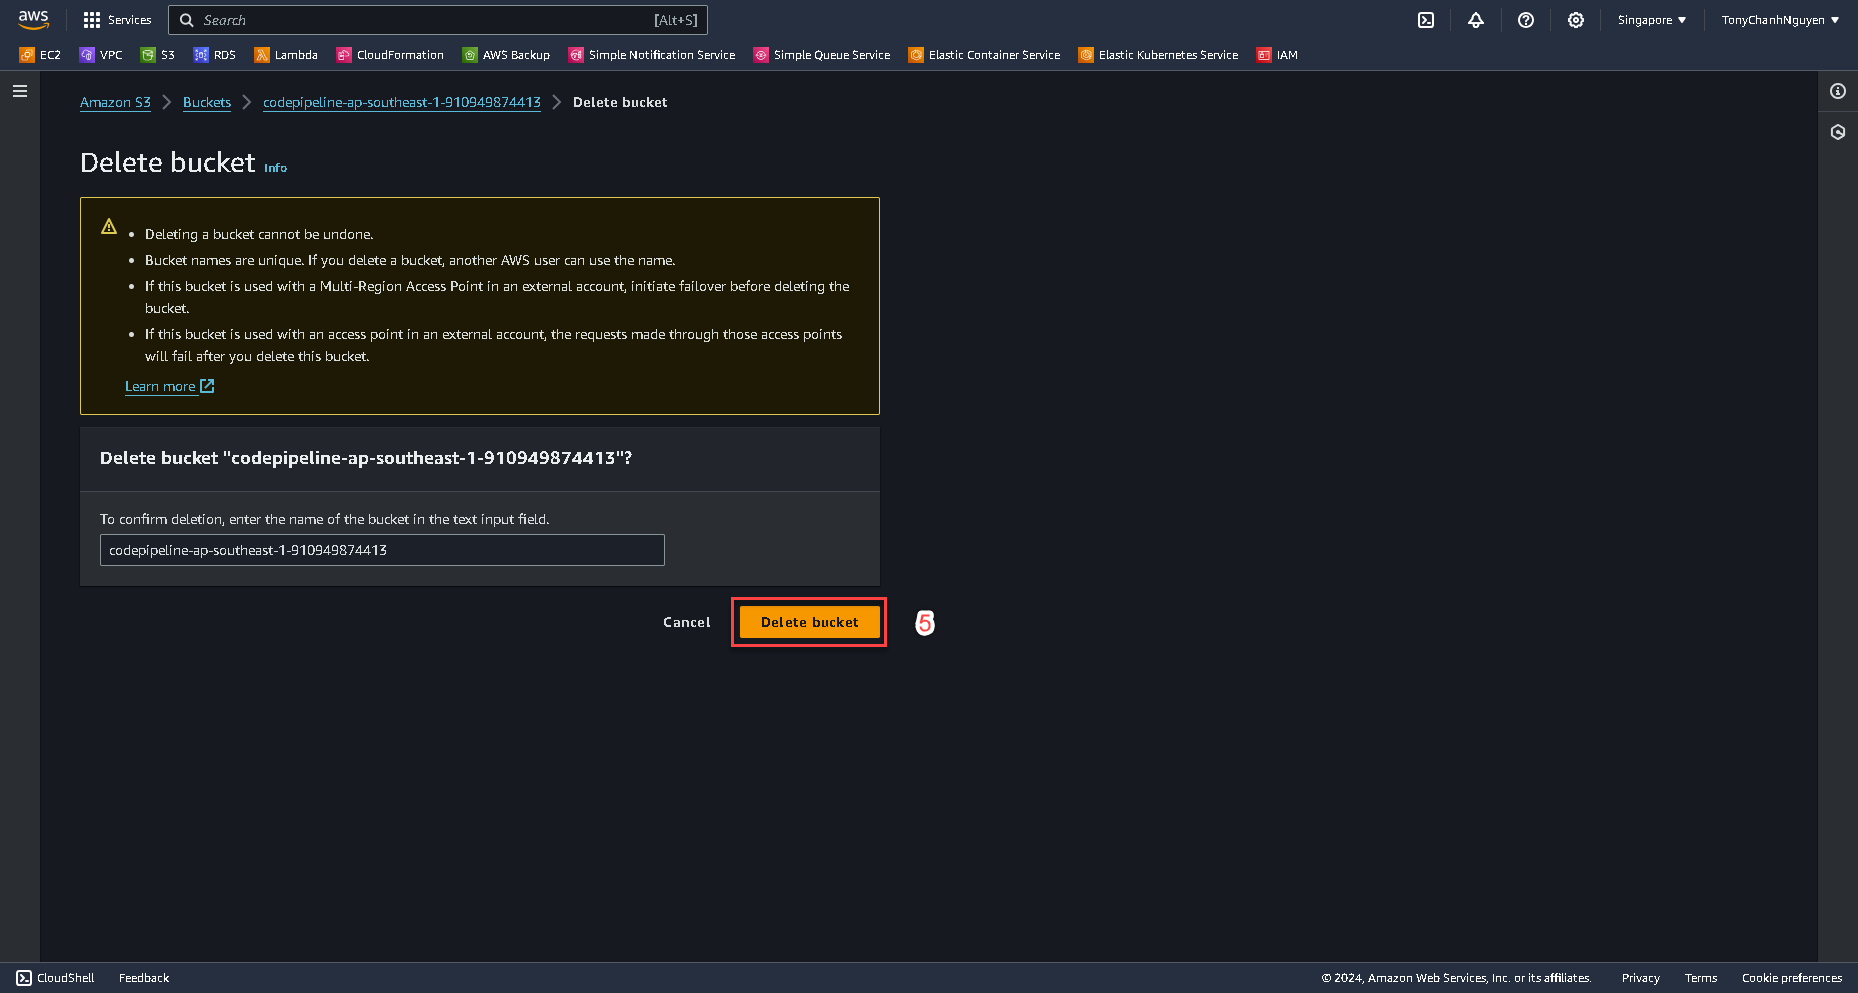 aws
Services
Search
[Alt+S]
Singapore ▼
TonyChanhNguyen ▼
EC2
VPC
S3
RDS
Lambda
CloudFormation
AWS Backup
Simple Notification Service
Simple Queue Service
Elastic Container Service
Elastic Kubernetes Service
IAM
Amazon S3 > Buckets > codepipeline-ap-southeast-1-910949874413 > Delete bucket
Delete bucket Info
• Deleting a bucket cannot be undone.
• Bucket names are unique. If you delete a bucket, another AWS user can use the name.
• If this bucket is used with a Multi-Region Access Point in an external account, initiate failover before deleting the
bucket.
• If this bucket is used with an access point in an external account, the requests made through those access points
will fail after you delete this bucket.
Learn more
Delete bucket "codepipeline-ap-southeast-1-910949874413"?
To confirm deletion, enter the name of the bucket in the text input field.
codepipeline-ap-southeast-1-910949874413
Cancel
Delete bucket
5
CloudShell
Feedback
© 2024, Amazon Web Services, Inc. or its affiliates.
Privacy
Terms
Cookie preferences